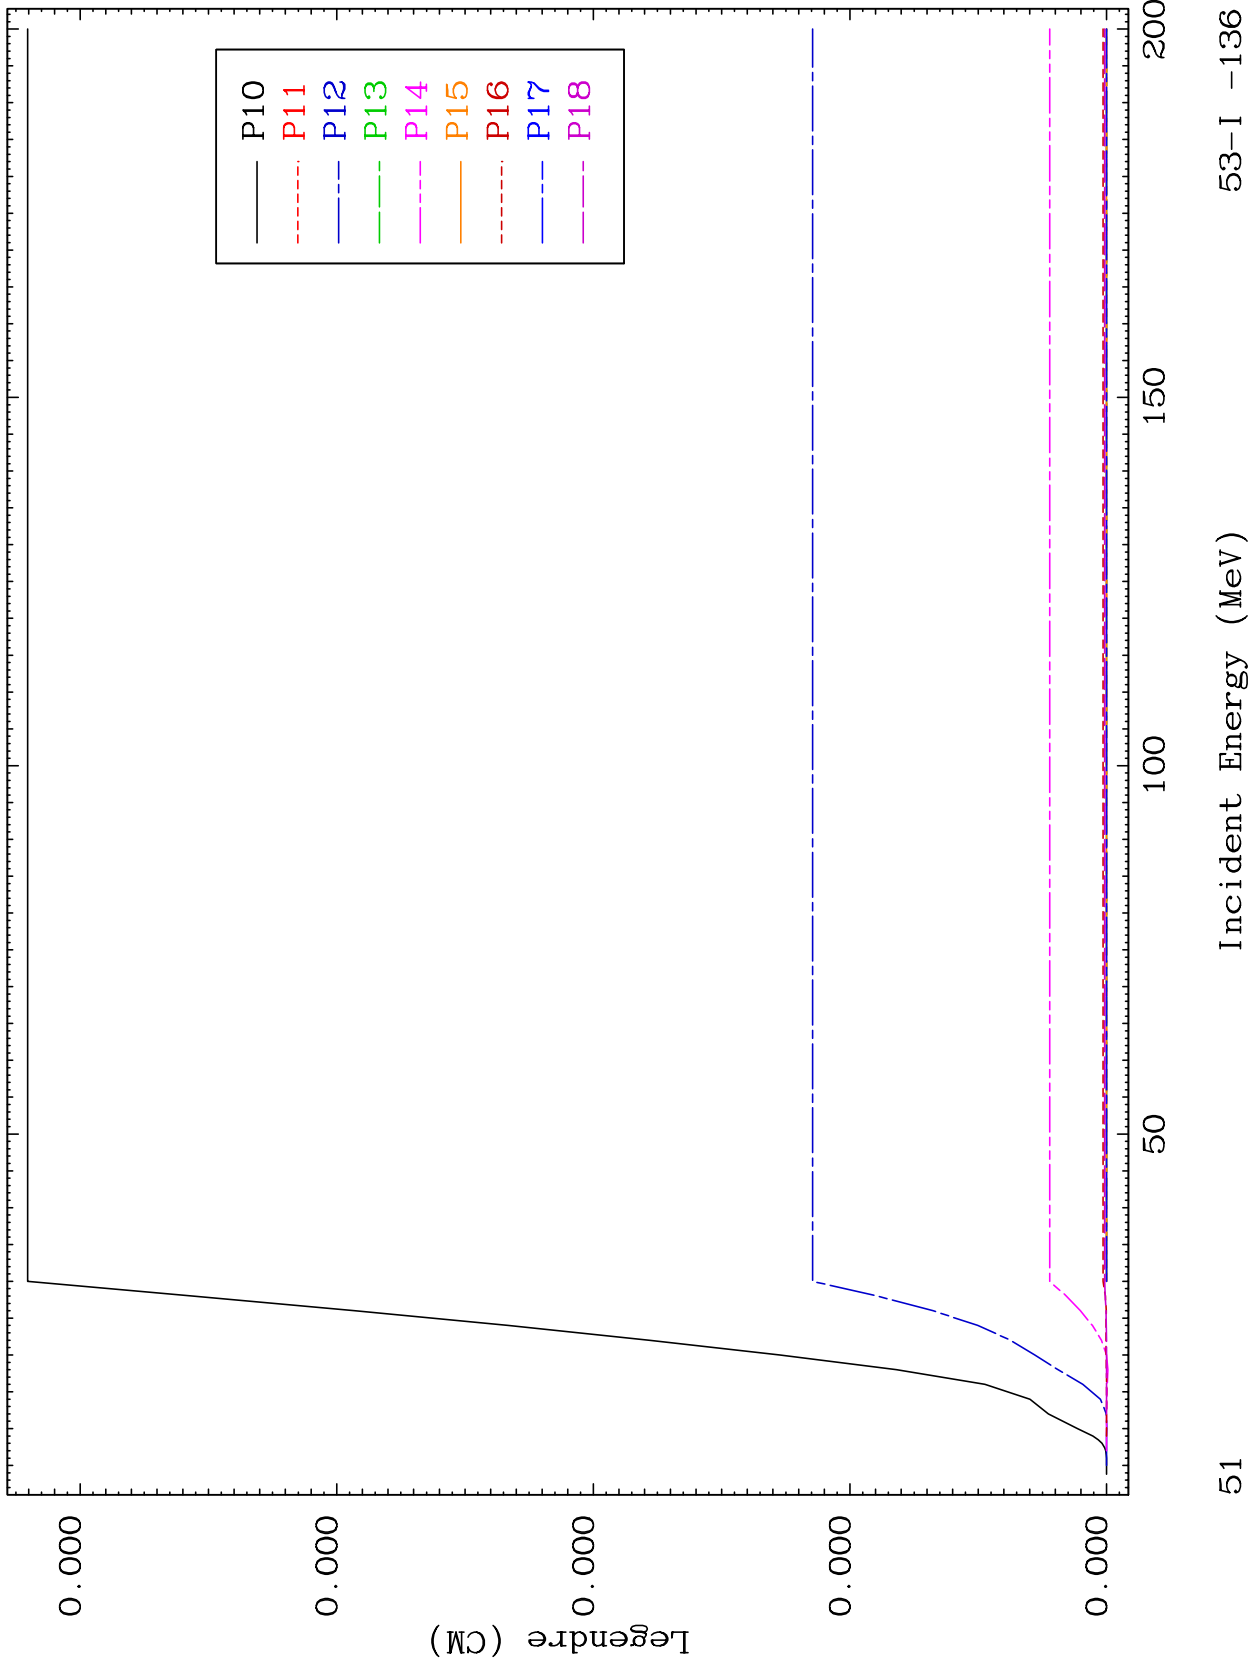 Legendre (CM)
0.000
0.000
0.000
0.000
0.000
P10
P11
P12
P13
P14
P15
P16
P17
P18
50
100
150
200
51
Incident Energy (MeV)
53-I -136